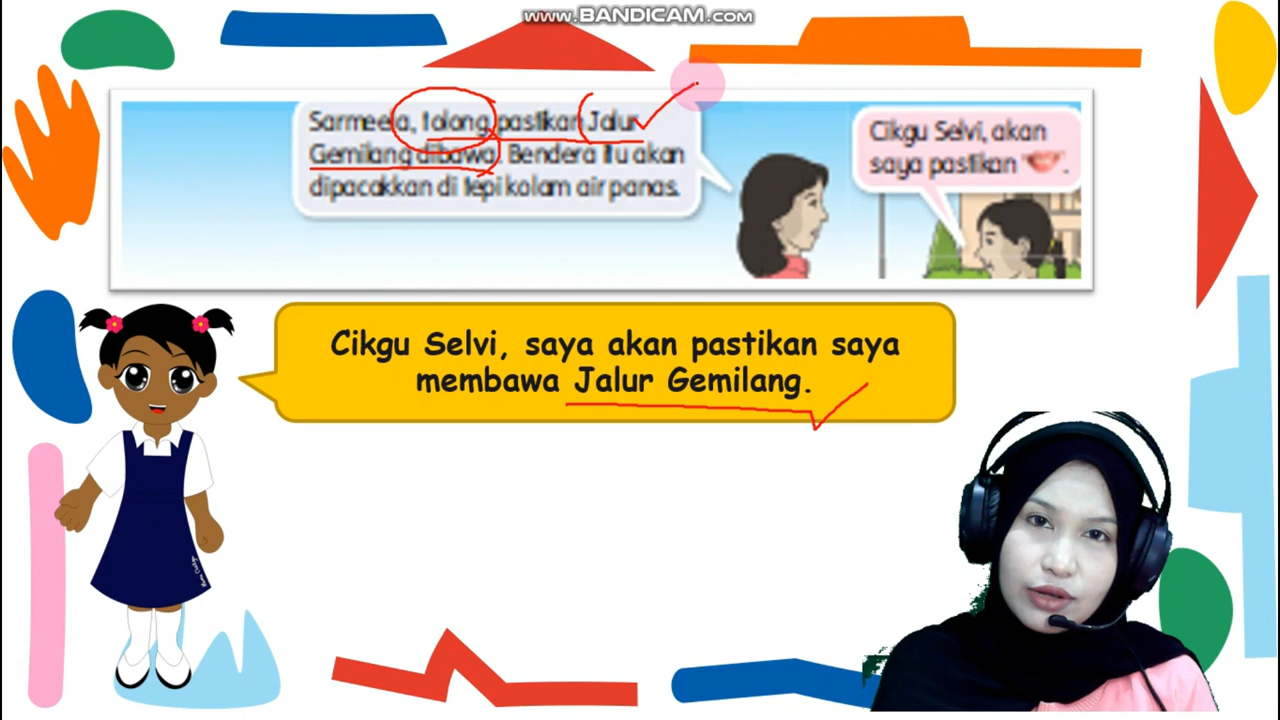 www.BANDICAM.com
Sarmeela, tolong pastikan Jalur
Gemilang dibawa. Bendera itu akan
dipacakkan di tepi kolam air panas.
Cikgu Selvi, akan
saya pastikan .
Cikgu Selvi, saya akan pastikan saya
membawa Jalur Gemilang.